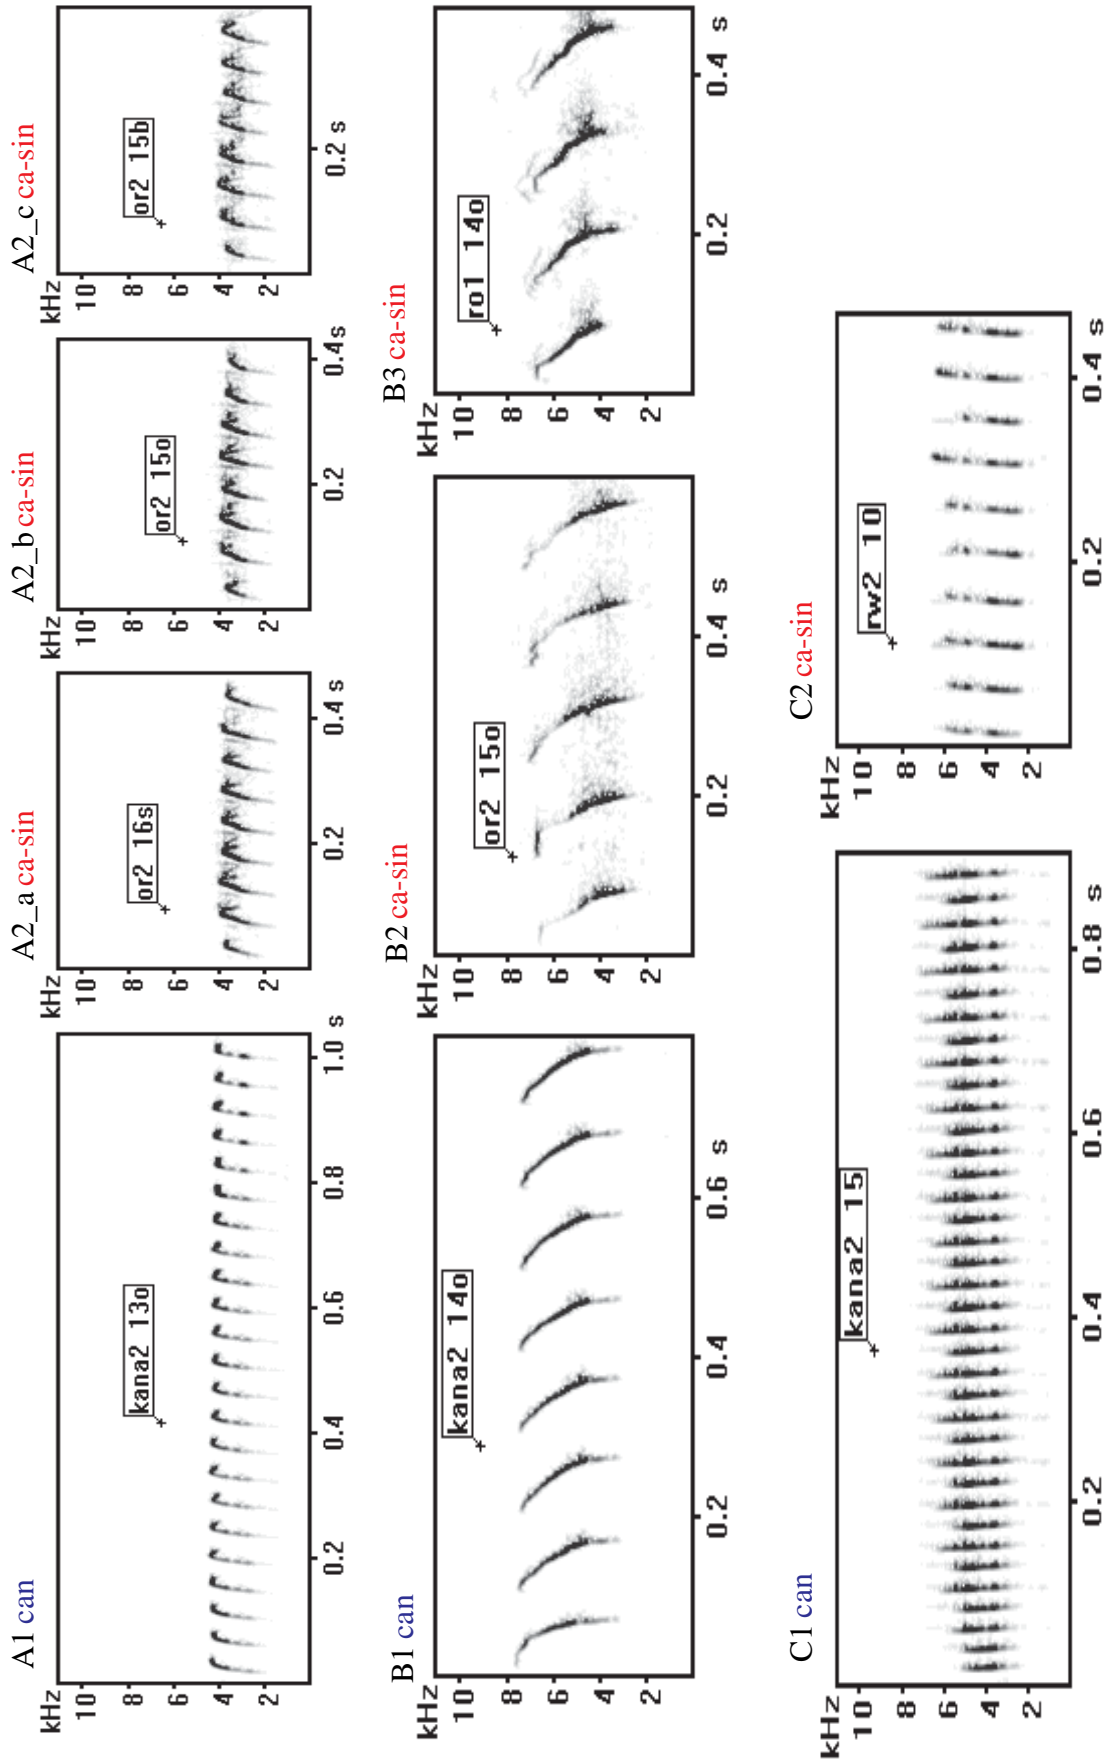 A1 can
kHz
10
8
6
4
2
kana2 13o
0.2
0.4
0.6
0.8
1.0 s
A2_a ca-sin
kHz
10
8
6
4
2
or2 16s
0.2
0.4 s
A2_b ca-sin
kHz
10
8
6
4
2
or2 15o
0.2
0.4 s
A2_c ca-sin
kHz
10
8
6
4
2
or2 15b
0.2 s
B1 can
kHz
10
8
6
4
2
kana2 14o
0.2
0.4
0.6 s
B2 ca-sin
kHz
10
8
6
4
2
or2 15o
0.2
0.4 s
B3 ca-sin
kHz
10
8
6
4
2
ro1 14o
0.2
0.4 s
C1 can
kHz
10
8
6
4
2
kana2 15
0.2
0.4
0.6
0.8 s
C2 ca-sin
kHz
10
8
6
4
2
rw2 10
0.2
0.4 s